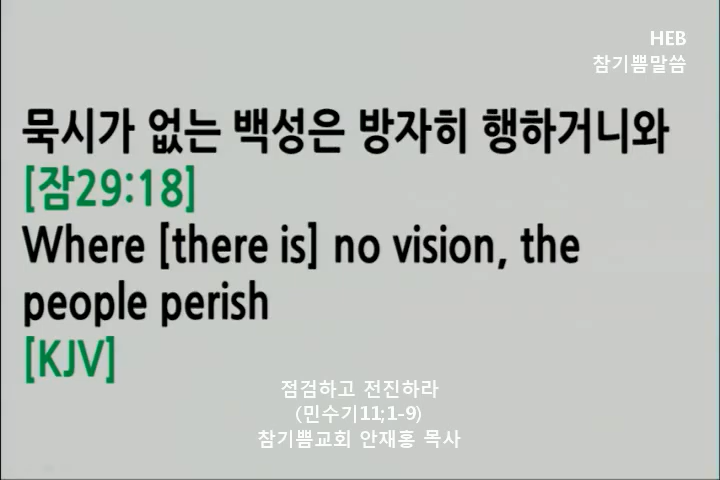 HEB
참기쁨말씀
묵시가 없는 백성은 방자히 행하거니와
[잠29:18]
Where [there is] no vision, the
people perish
[KJV]
점검하고 전진하라
(민수기11;1-9)
참기쁨교회 안재홍 목사